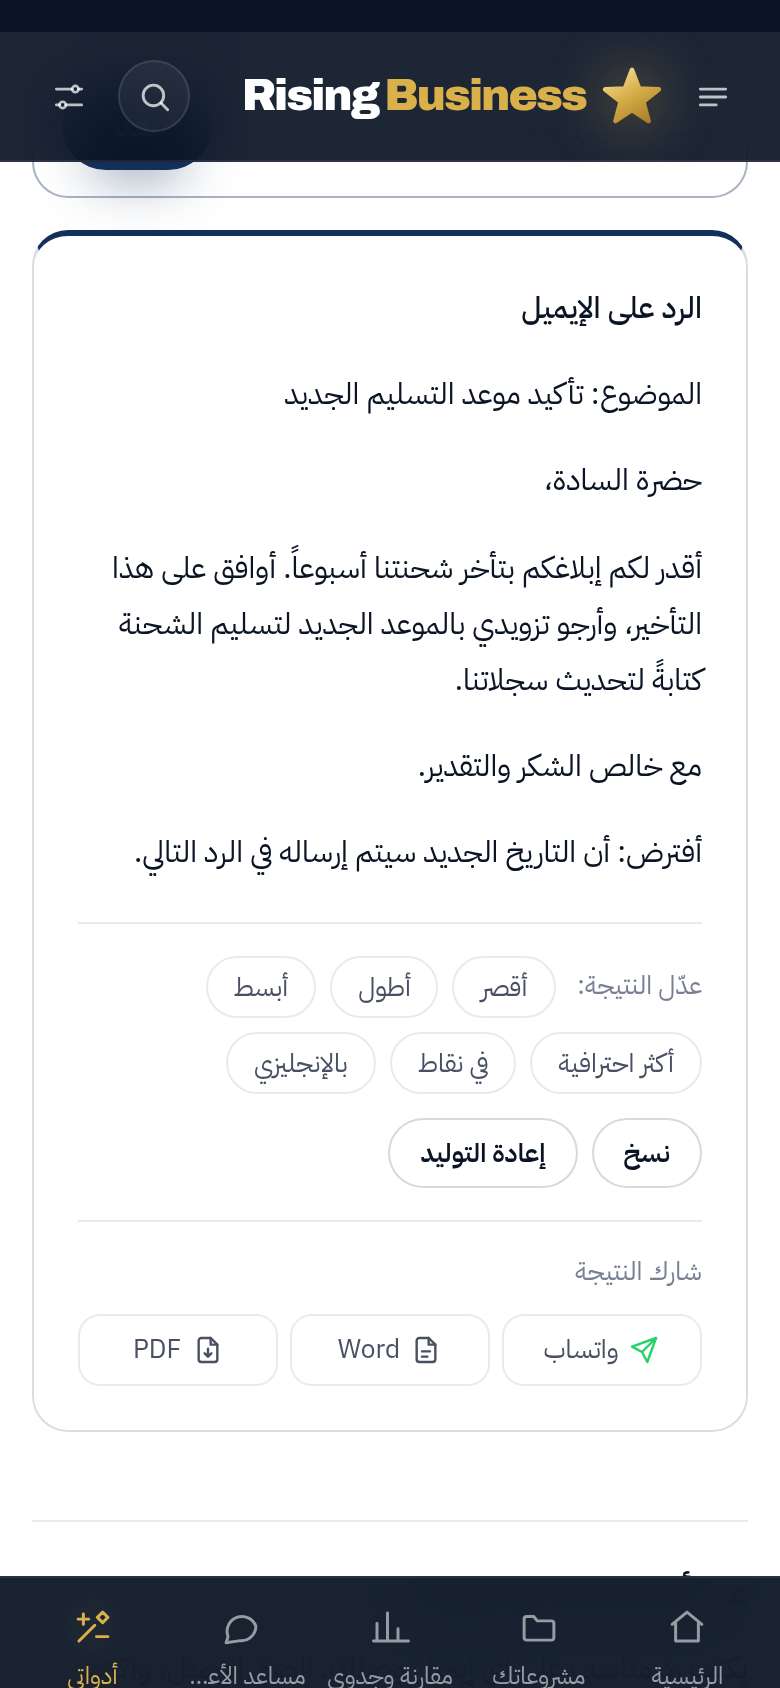 Rising Business
الرد على الإيميل
الموضوع: تأكيد موعد التسليم الجديد
حضرة السادة،
أقدر لكم إبلاغكم بتأخر شحنتنا أسبوعاً. أوافق على هذا
التأخير، وأرجو تزويدي بالموعد الجديد لتسليم الشحنة
كتابةً لتحديث سجلاتنا.
مع خالص الشكر والتقدير.
أفترض: أن التاريخ الجديد سيتم إرساله في الرد التالي.
عدّل النتيجة: أقصر أطول أبسط
أكثر احترافية في نقاط بالإنجليزي
نسخ إعادة التوليد
شارك النتيجة
واتساب Word PDF
الرئيسية مشروعاتك مقارنة وجدوى مساعد الأعـ... أدواتي